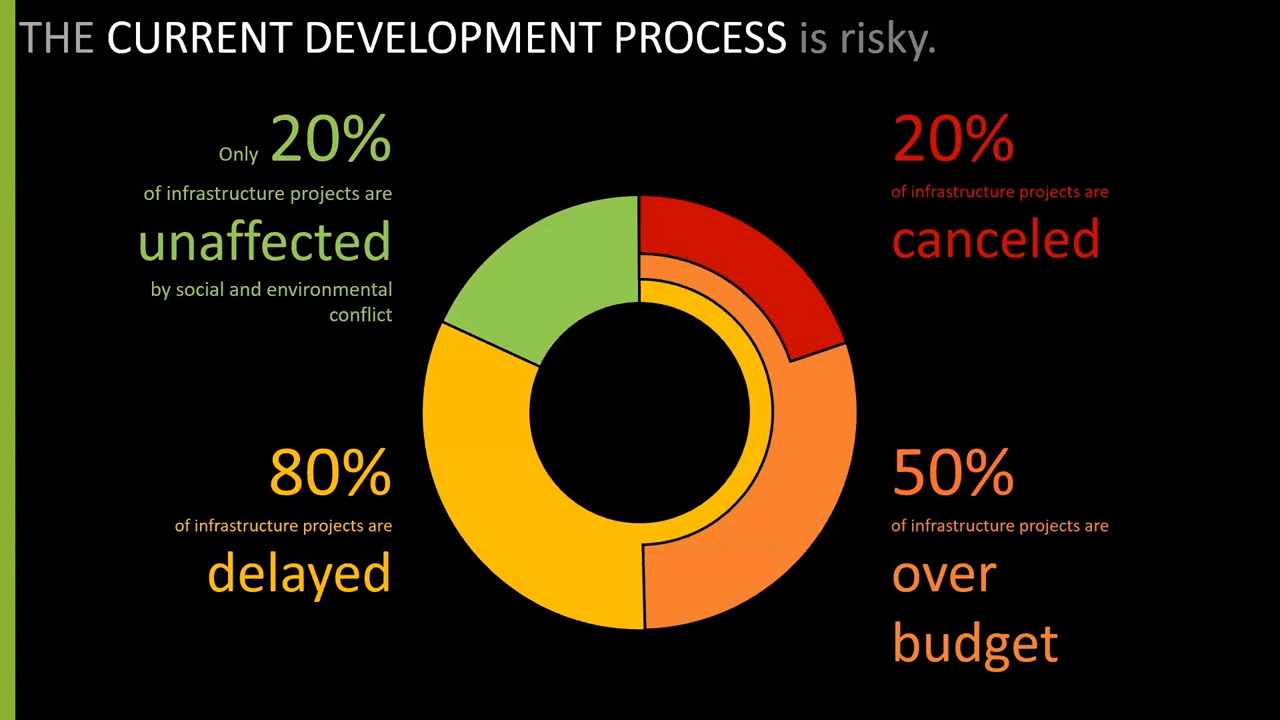 THE CURRENT DEVELOPMENT PROCESS is risky.
Only 20%
of infrastructure projects are
unaffected
by social and environmental
conflict
20%
of infrastructure projects are
canceled
80%
of infrastructure projects are
delayed
50%
of infrastructure projects are
over
budget